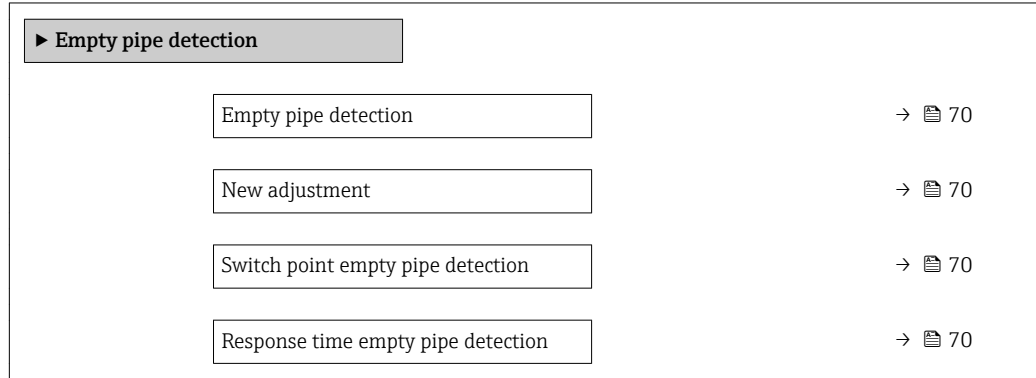 ► Empty pipe detection
Empty pipe detection → 70
New adjustment → 70
Switch point empty pipe detection → 70
Response time empty pipe detection → 70